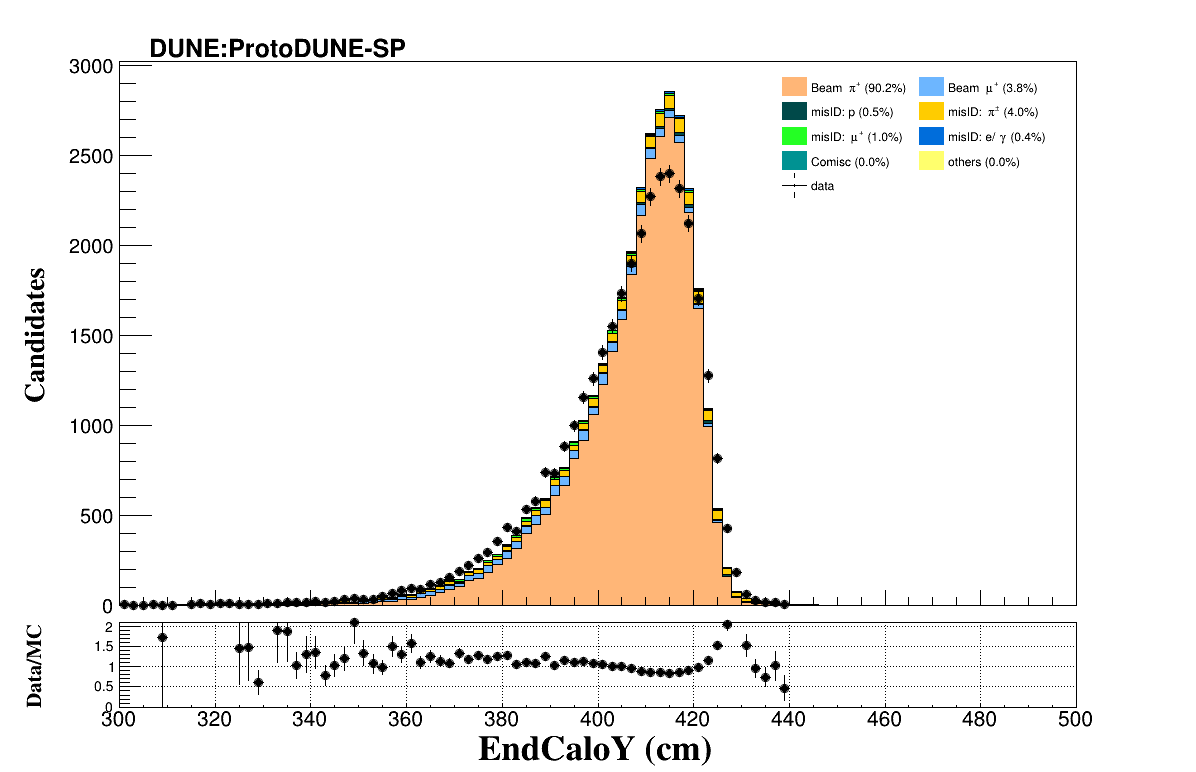 DUNE:ProtoDUNE-SP
3000
2500
2000
1500
1000
500
0
Candidates
Beam π⁺ (90.2%)
Beam μ⁺ (3.8%)
misID: p (0.5%)
misID: π± (4.0%)
misID: μ⁺ (1.0%)
misID: e/ γ (0.4%)
Comisc (0.0%)
others (0.0%)
data
2
1.5
1
0.5
0
Data/MC
300 320 340 360 380 400 420 440 460 480 500
EndCaloY (cm)